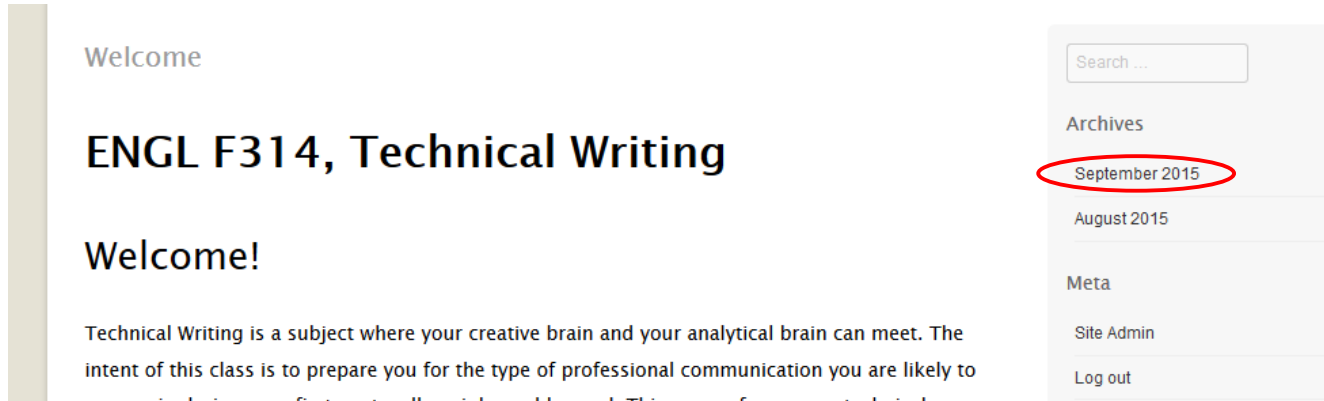 Welcome
ENGL F314, Technical Writing
Welcome!
Technical Writing is a subject where your creative brain and your analytical brain can meet. The
intent of this class is to prepare you for the type of professional communication you are likely to
Search ...
Archives
September 2015
August 2015
Meta
Site Admin
Log out